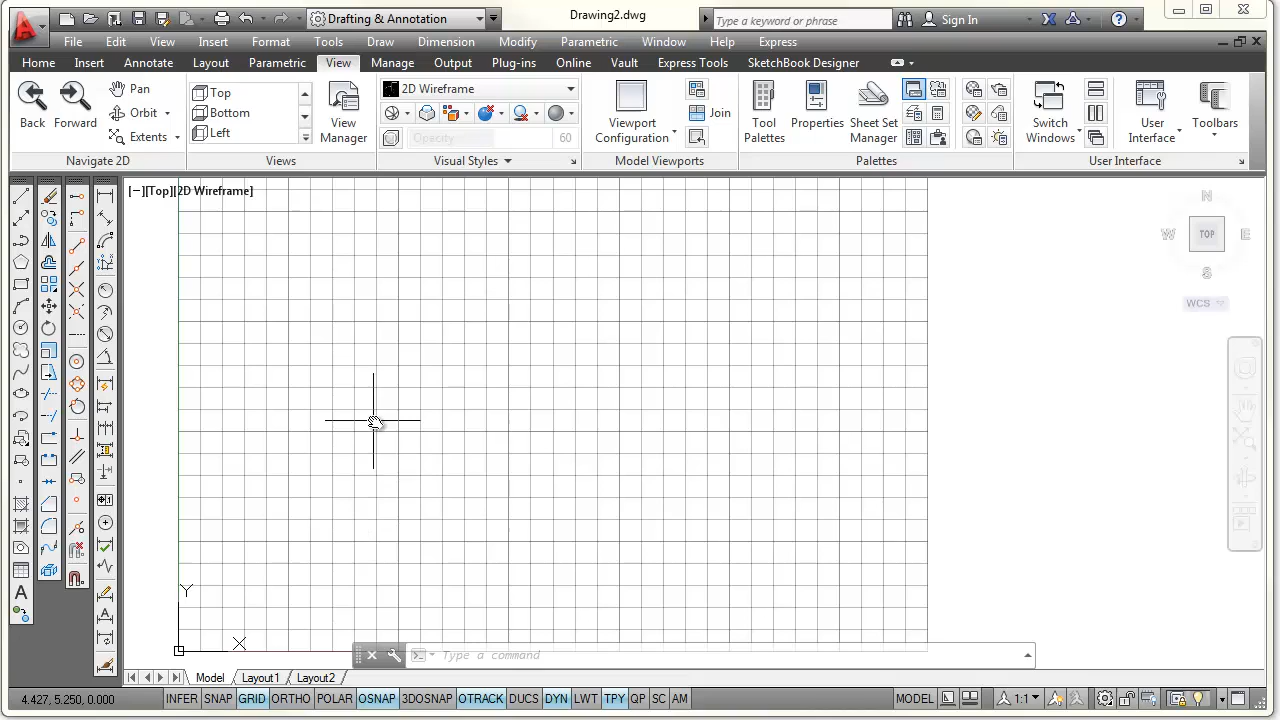 Drafting & Annotation
Drawing2.dwg
Type a keyword or phrase
Sign In
File Edit View Insert Format Tools Draw Dimension Modify Parametric Window Help Express
Home Insert Annotate Layout Parametric View Manage Output Plug-ins Online Vault Express Tools SketchBook Designer
Back
Forward
Pan
Orbit
Extents
Navigate 2D
Top
Bottom
Left
View
Manager
Views
2D Wireframe
Opacity 60
Visual Styles
Viewport
Configuration
Join
Model Viewports
Tool
Palettes
Properties
Sheet Set
Manager
Palettes
Switch
Windows
User
Interface
Toolbars
User Interface
[−][Top][2D Wireframe]
N
W
TOP
E
S
WCS
Y
X
A
Type a command
Model Layout1 Layout2
4.427, 5.250, 0.000
INFER SNAP GRID ORTHO POLAR OSNAP 3DOSNAP OTRACK DUCS DYN LWT TPY QP SC AM
MODEL
1:1